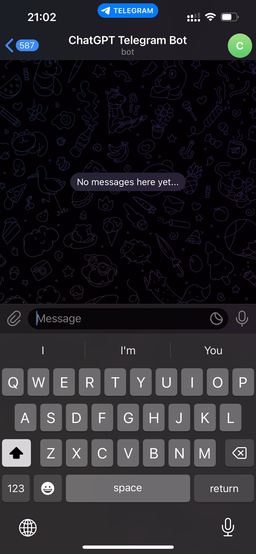 21:02
TELEGRAM
587
ChatGPT Telegram Bot
C
bot
No messages here yet...
Message
I I'm You
Q W E R T Y U I O P
A S D F G H J K L
Z X C V B N M
123 space return